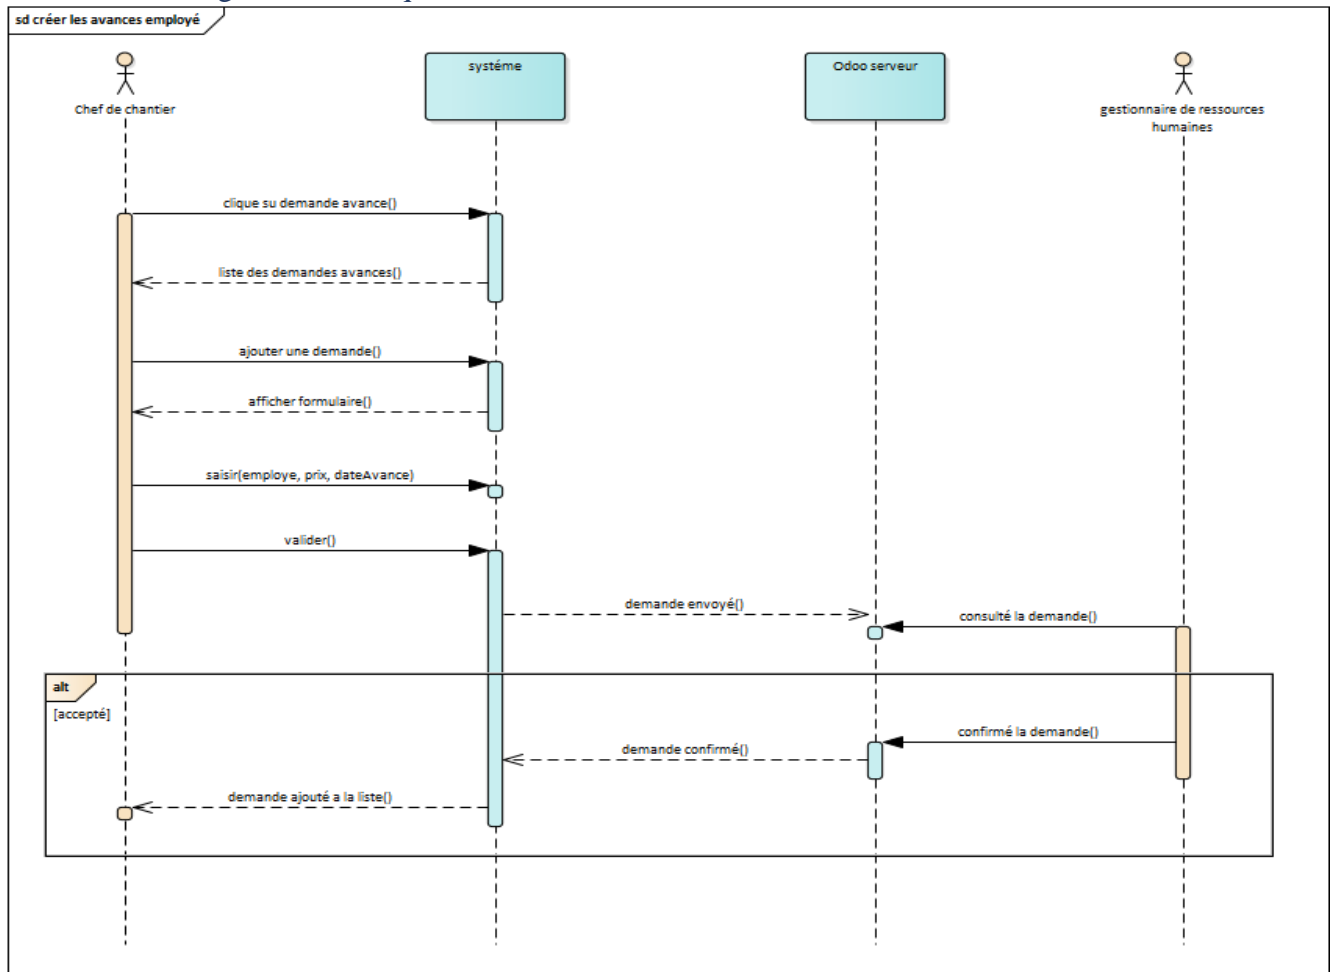 sd créer les avances employé
Chef de chantier
systéme
Odoo serveur
gestionnaire de ressources
humaines
clique su demande avance()
liste des demandes avances()
ajouter une demande()
afficher formulaire()
saisir(employe, prix, dateAvance)
valider()
demande envoyé()
consulté la demande()
alt
[accepté]
confirmé la demande()
demande confirmé()
demande ajouté a la liste()